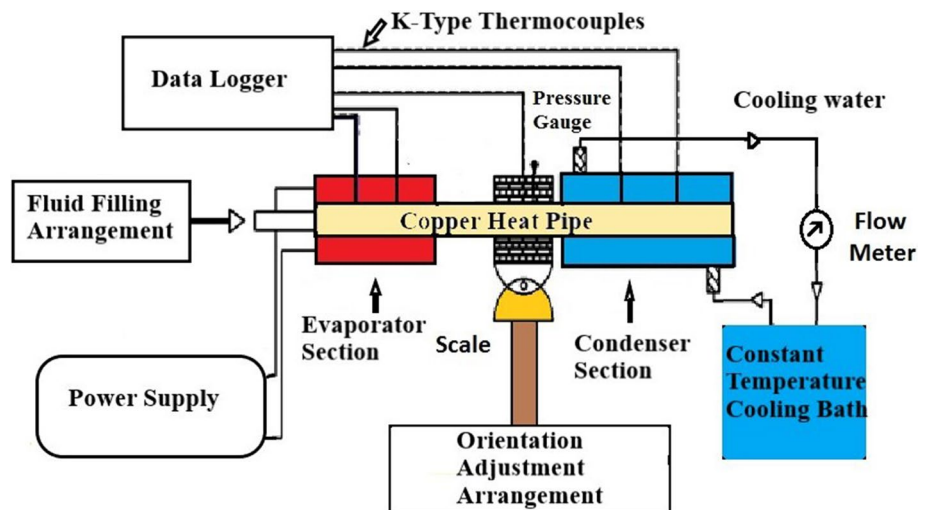 K-Type Thermocouples
Data Logger
Pressure
Gauge
Cooling water
Fluid Filling
Arrangement
Copper Heat Pipe
Flow
Meter
Evaporator
Section
Scale
Condenser
Section
Constant
Temperature
Cooling Bath
Power Supply
Orientation
Adjustment
Arrangement